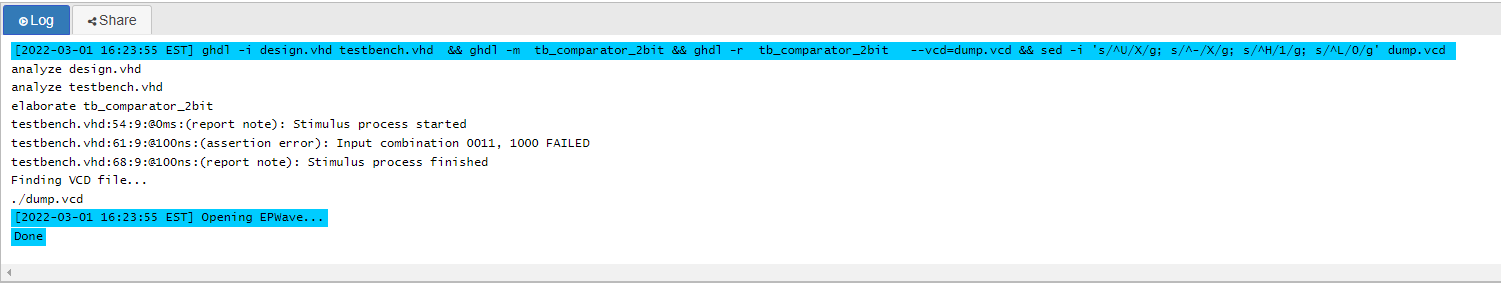 Log Share
[2022-03-01 16:23:55 EST] ghdl -i design.vhd testbench.vhd  && ghdl -m  tb_comparator_2bit && ghdl -r  tb_comparator_2bit   --vcd=dump.vcd && sed -i 's/^U/X/g; s/^-/X/g; s/^H/1/g; s/^L/0/g' dump.vcd
analyze design.vhd
analyze testbench.vhd
elaborate tb_comparator_2bit
testbench.vhd:54:9:@0ms:(report note): Stimulus process started
testbench.vhd:61:9:@100ns:(assertion error): Input combination 0011, 1000 FAILED
testbench.vhd:68:9:@100ns:(report note): Stimulus process finished
Finding VCD file...
./dump.vcd
[2022-03-01 16:23:55 EST] Opening EPWave...
Done